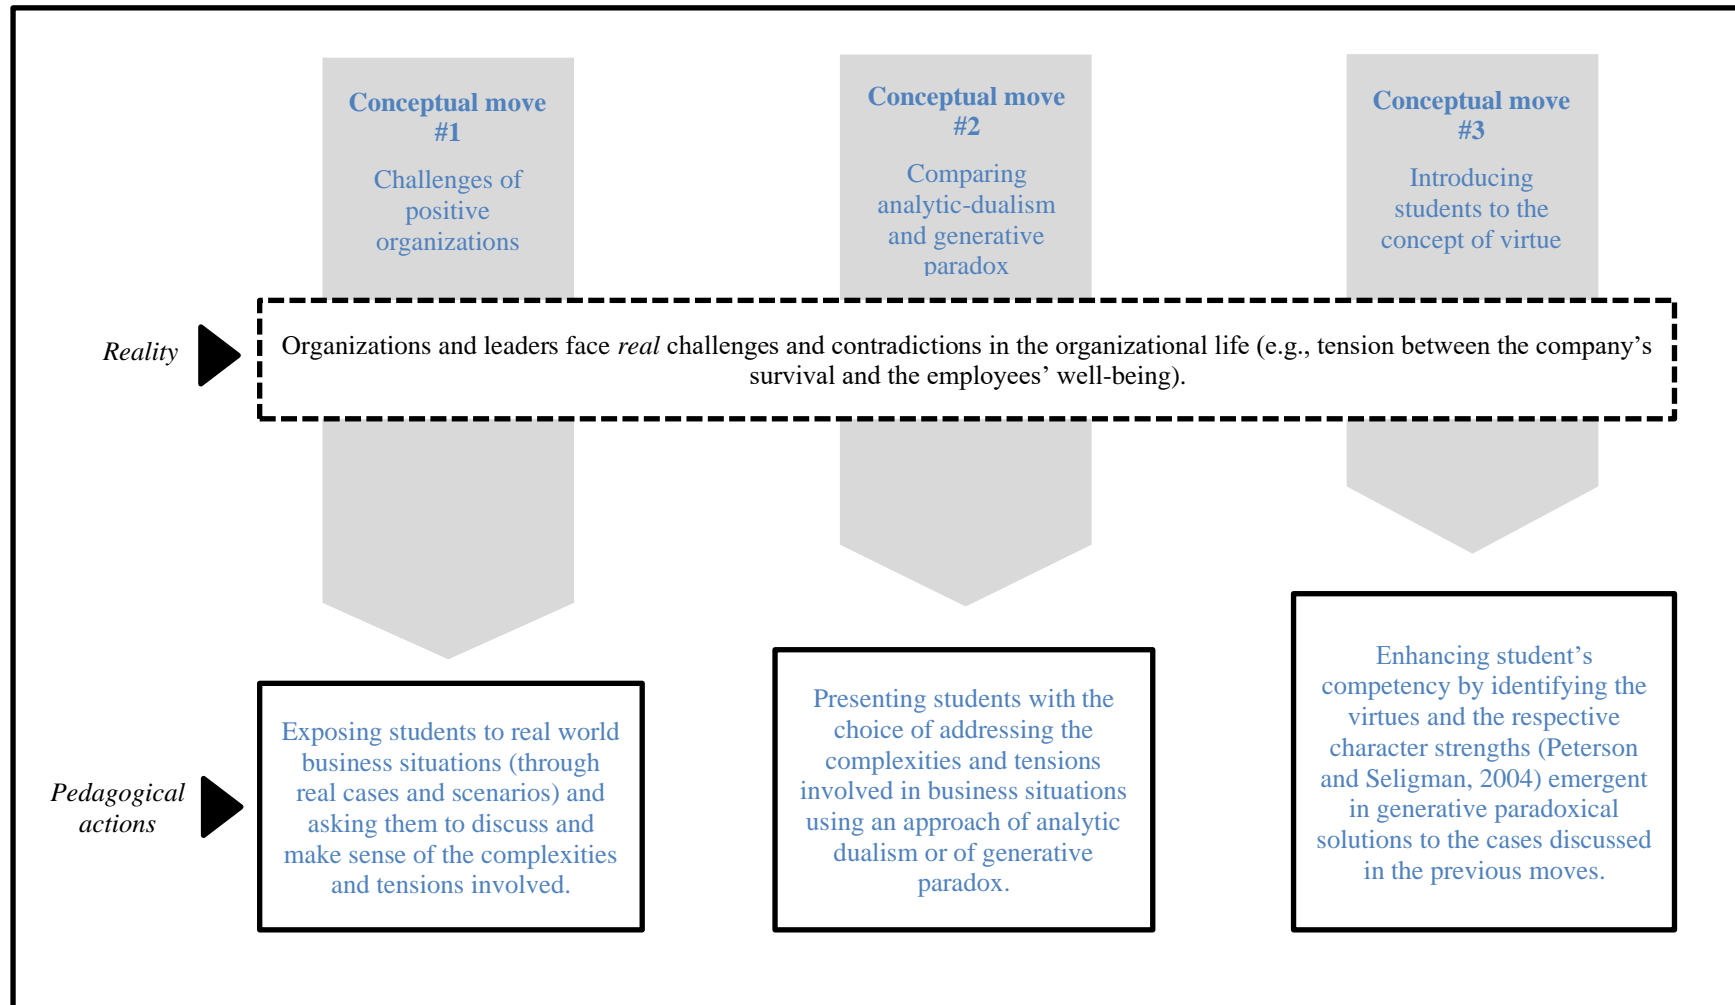 Conceptual move
#1
Challenges of
positive
organizations
Conceptual move
#2
Comparing
analytic-dualism
and generative
paradox
Conceptual move
#3
Introducing
students to the
concept of virtue
Reality
Organizations and leaders face real challenges and contradictions in the organizational life (e.g., tension between the company’s
survival and the employees’ well-being).
Pedagogical
actions
Exposing students to real world
business situations (through
real cases and scenarios) and
asking them to discuss and
make sense of the complexities
and tensions involved.
Presenting students with the
choice of addressing the
complexities and tensions
involved in business situations
using an approach of analytic
dualism or of generative
paradox.
Enhancing student’s
competency by identifying the
virtues and the respective
character strengths (Peterson
and Seligman, 2004) emergent
in generative paradoxical
solutions to the cases discussed
in the previous moves.